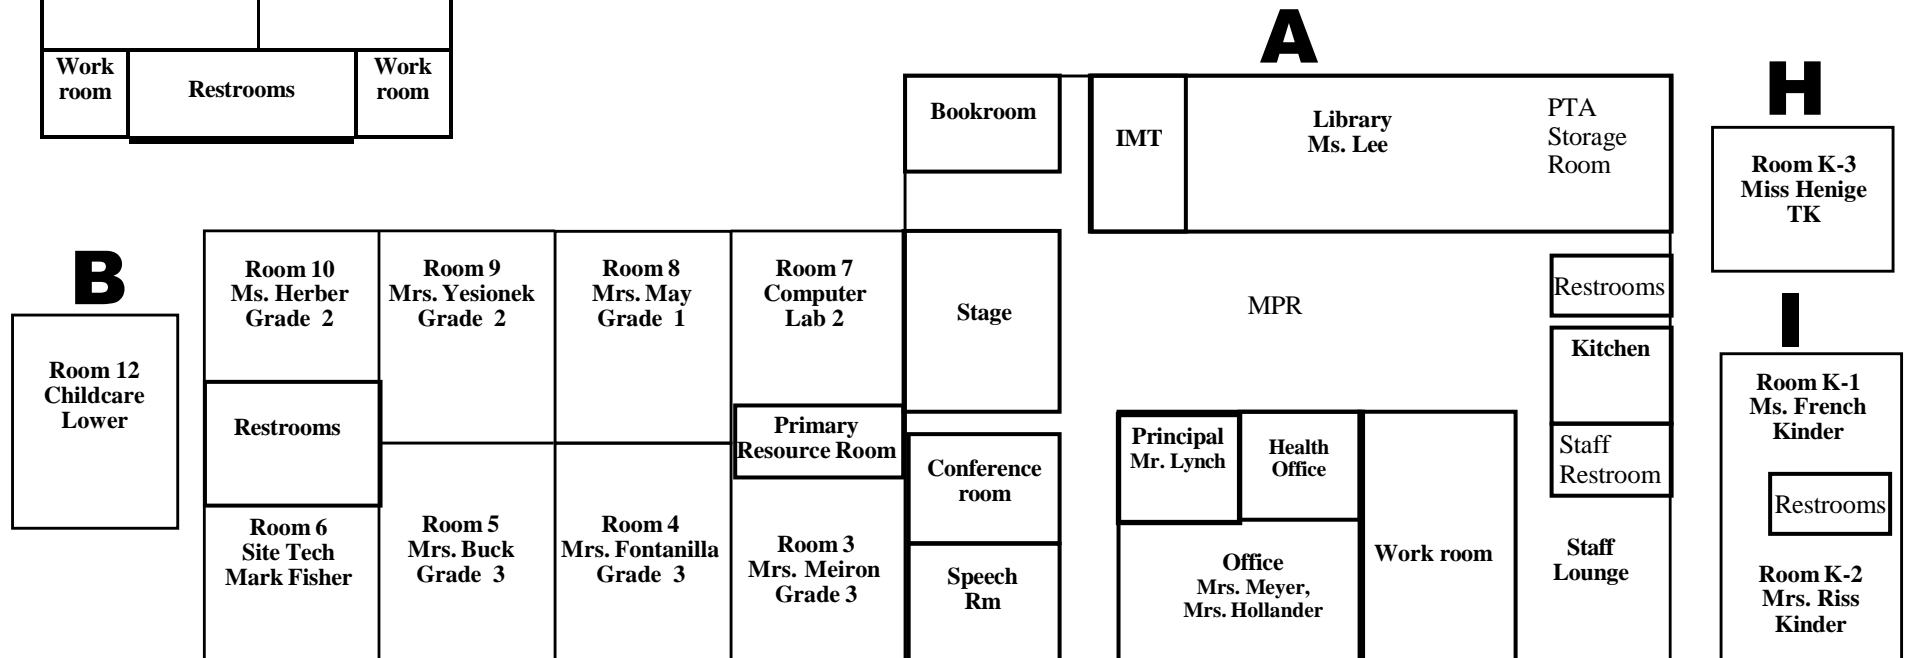 Work
room
Restrooms
Work
room
A
Bookroom
IMT
Library
Ms. Lee
PTA
Storage
Room
H
Room K-3
Miss Henige
TK
B
Room 12
Childcare
Lower
Room 10
Ms. Herber
Grade 2
Room 9
Mrs. Yesionek
Grade 2
Room 8
Mrs. May
Grade 1
Room 7
Computer
Lab 2
Stage
MPR
Restrooms
Kitchen
I
Room K-1
Ms. French
Kinder
Restrooms
Primary
Resource Room
Conference
room
Principal
Mr. Lynch
Health
Office
Staff
Restroom
Restrooms
Room 6
Site Tech
Mark Fisher
Room 5
Mrs. Buck
Grade 3
Room 4
Mrs. Fontanilla
Grade 3
Room 3
Mrs. Meiron
Grade 3
Speech
Rm
Office
Mrs. Meyer,
Mrs. Hollander
Work room
Staff
Lounge
Room K-2
Mrs. Riss
Kinder